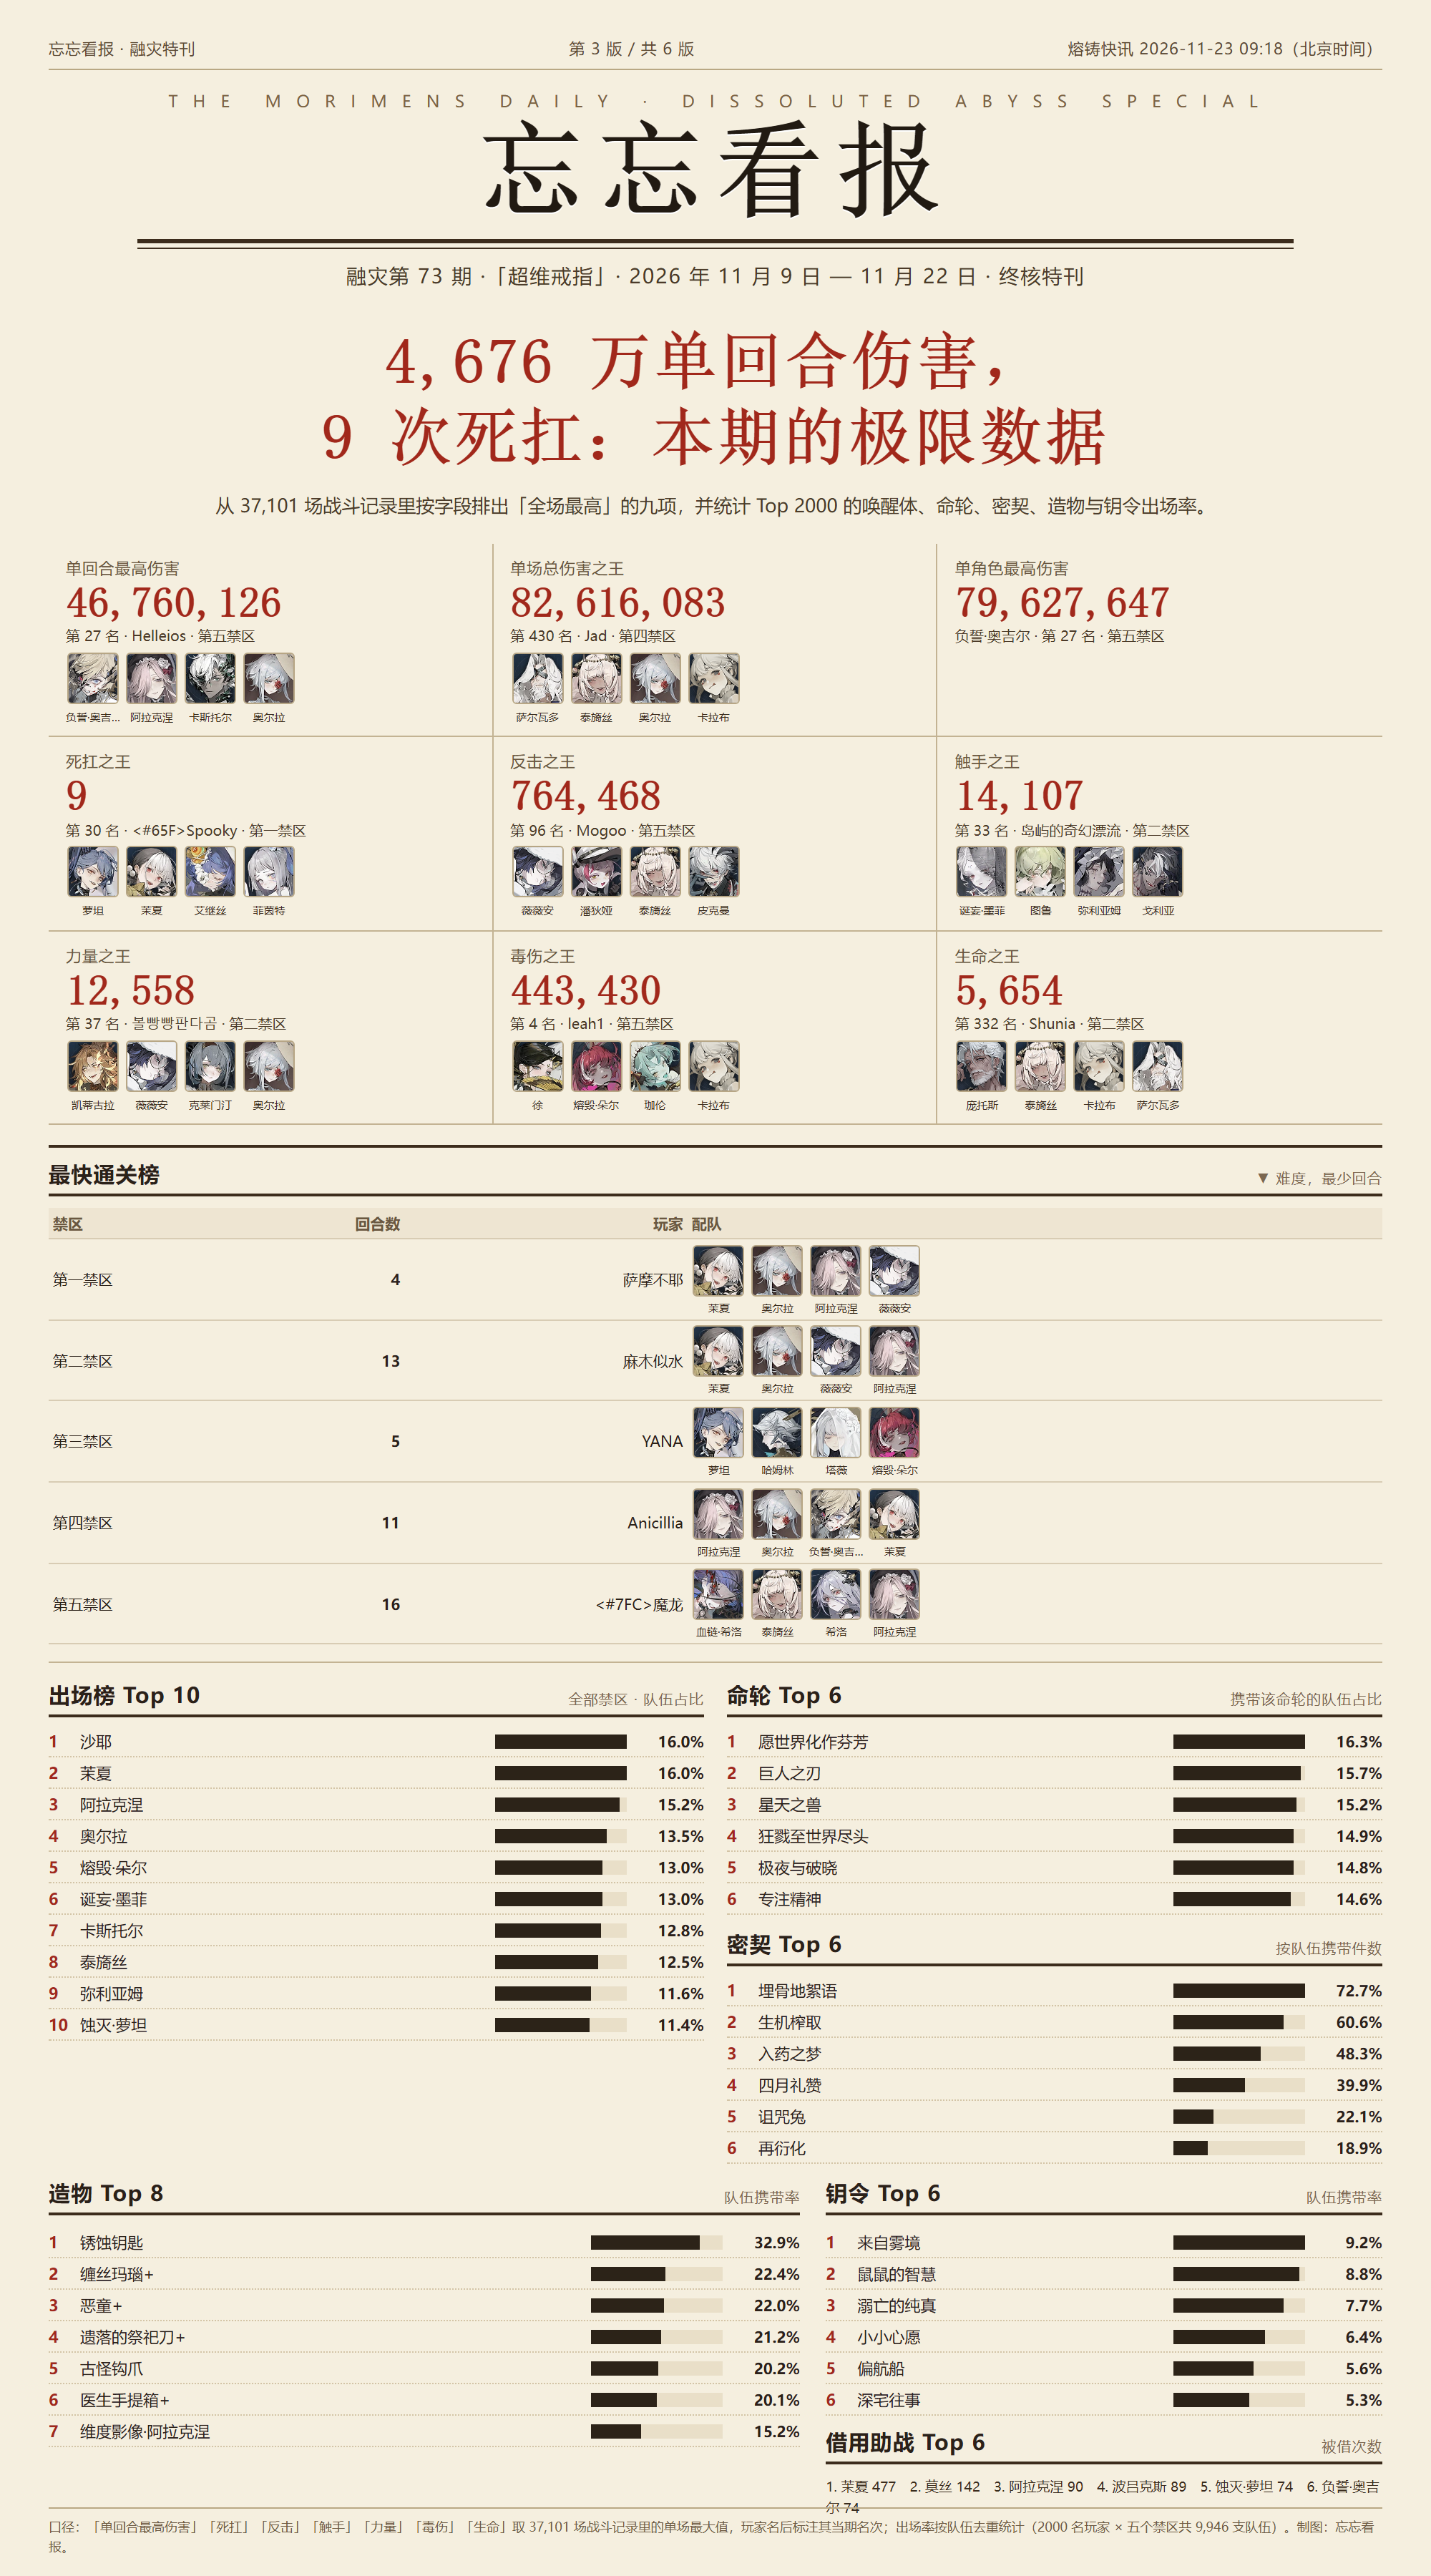 忘忘看报 · 融灾特刊
第 3 版 / 共 6 版
熔铸快讯 2026-11-23 09:18（北京时间）
THE MORIMENS DAILY · DISSOLUTED ABYSS SPECIAL
忘忘看报
融灾第 73 期 ·「超维戒指」· 2026 年 11 月 9 日 — 11 月 22 日 · 终核特刊
4,676 万单回合伤害，
9 次死扛：本期的极限数据
从 37,101 场战斗记录里按字段排出「全场最高」的九项，并统计 Top 2000 的唤醒体、命轮、密契、造物与钥令出场率。
单回合最高伤害
46,760,126
第 27 名 · Helleios · 第五禁区
负誓·奥吉... 阿拉克涅 卡斯托尔 奥尔拉
单场总伤害之王
82,616,083
第 430 名 · Jad · 第四禁区
萨尔瓦多 泰旖丝 奥尔拉 卡拉布
单角色最高伤害
79,627,647
负誓·奥吉尔 · 第 27 名 · 第五禁区
死扛之王
9
第 30 名 · <#65F>Spooky · 第一禁区
萝坦 茉夏 艾继丝 菲茵特
反击之王
764,468
第 96 名 · Mogoo · 第五禁区
薇薇安 潘狄娅 泰旖丝 皮克曼
触手之王
14,107
第 33 名 · 岛屿的奇幻漂流 · 第二禁区
诞妄·墨菲 图鲁 弥利亚姆 戈利亚
力量之王
12,558
第 37 名 · 볼빵빵판다곰 · 第二禁区
凯蒂古拉 薇薇安 克莱门汀 奥尔拉
毒伤之王
443,430
第 4 名 · leah1 · 第五禁区
徐 熔毁·朵尔 珈伦 卡拉布
生命之王
5,654
第 332 名 · Shunia · 第二禁区
庞托斯 泰旖丝 卡拉布 萨尔瓦多
最快通关榜
▼ 难度，最少回合
禁区 回合数 玩家 配队
第一禁区 4 萨摩不耶
茉夏 奥尔拉 阿拉克涅 薇薇安
第二禁区 13 麻木似水
茉夏 奥尔拉 薇薇安 阿拉克涅
第三禁区 5 YANA
萝坦 哈姆林 塔薇 熔毁·朵尔
第四禁区 11 Anicillia
阿拉克涅 奥尔拉 负誓·奥吉... 茉夏
第五禁区 16 <#7FC>魔龙
血链·希洛 泰旖丝 希洛 阿拉克涅
出场榜 Top 10
全部禁区 · 队伍占比
1 沙耶 16.0%
2 茉夏 16.0%
3 阿拉克涅 15.2%
4 奥尔拉 13.5%
5 熔毁·朵尔 13.0%
6 诞妄·墨菲 13.0%
7 卡斯托尔 12.8%
8 泰旖丝 12.5%
9 弥利亚姆 11.6%
10 蚀灭·萝坦 11.4%
命轮 Top 6
携带该命轮的队伍占比
1 愿世界化作芬芳 16.3%
2 巨人之刃 15.7%
3 星天之兽 15.2%
4 狂戮至世界尽头 14.9%
5 极夜与破晓 14.8%
6 专注精神 14.6%
密契 Top 6
按队伍携带件数
1 埋骨地絮语 72.7%
2 生机榨取 60.6%
3 入药之梦 48.3%
4 四月礼赞 39.9%
5 诅咒兔 22.1%
6 再衍化 18.9%
造物 Top 8
队伍携带率
1 锈蚀钥匙 32.9%
2 缠丝玛瑙+ 22.4%
3 恶童+ 22.0%
4 遗落的祭祀刀+ 21.2%
5 古怪钩爪 20.2%
6 医生手提箱+ 20.1%
7 维度影像·阿拉克涅 15.2%
钥令 Top 6
队伍携带率
1 来自雾境 9.2%
2 鼠鼠的智慧 8.8%
3 溺亡的纯真 7.7%
4 小小心愿 6.4%
5 偏航船 5.6%
6 深宅往事 5.3%
借用助战 Top 6
被借次数
1. 茉夏 477 2. 莫丝 142 3. 阿拉克涅 90 4. 波吕克斯 89 5. 蚀灭·萝坦 74 6. 负誓·奥吉
尔 74
口径：「单回合最高伤害」「死扛」「反击」「触手」「力量」「毒伤」「生命」取 37,101 场战斗记录里的单场最大值，玩家名后标注其当期名次；出场率按队伍去重统计（2000 名玩家 × 五个禁区共 9,946 支队伍）。制图：忘忘看
报。